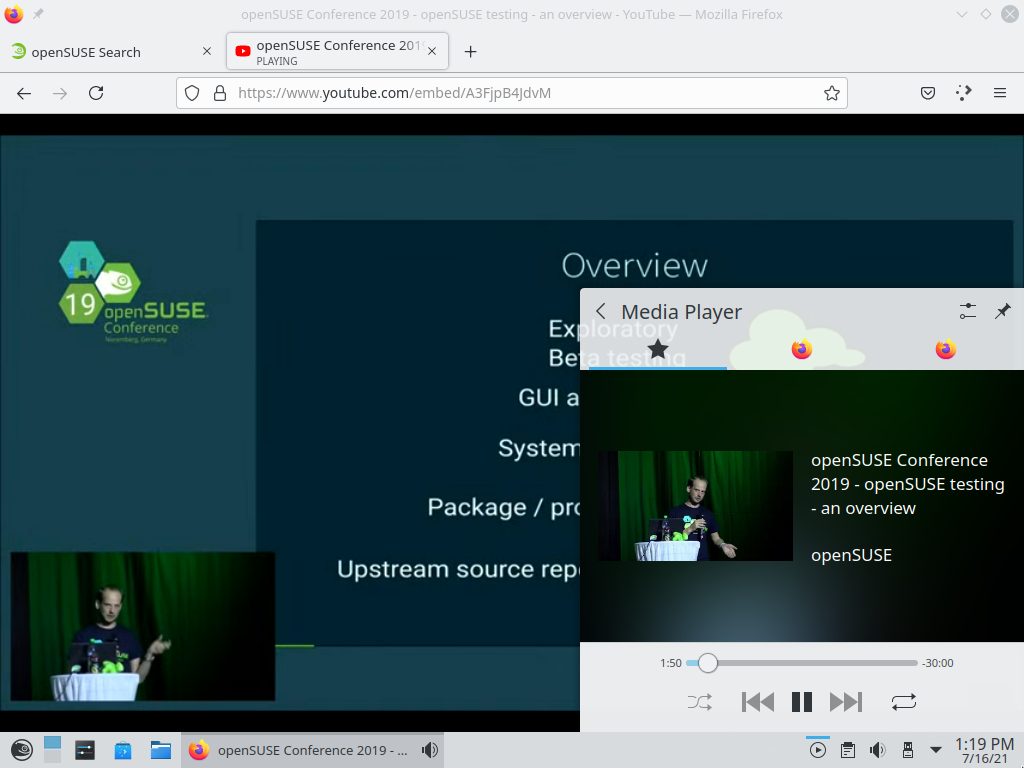 openSUSE Conference 2019 - openSUSE testing - an overview - YouTube — Mozilla Firefox
openSUSE Search
openSUSE Conference 201
PLAYING
https://www.youtube.com/embed/A3FjpB4JdvM
Overview
19
openSUSE
Conference
Nuremberg, Germany
Exploratory
Beta testing
GUI a
System
Package / pro
Upstream source repo
Media Player
openSUSE Conference
2019 - openSUSE testing
- an overview
openSUSE
1:50
-30:00
openSUSE Conference 2019 - ...
1:19 PM
7/16/21